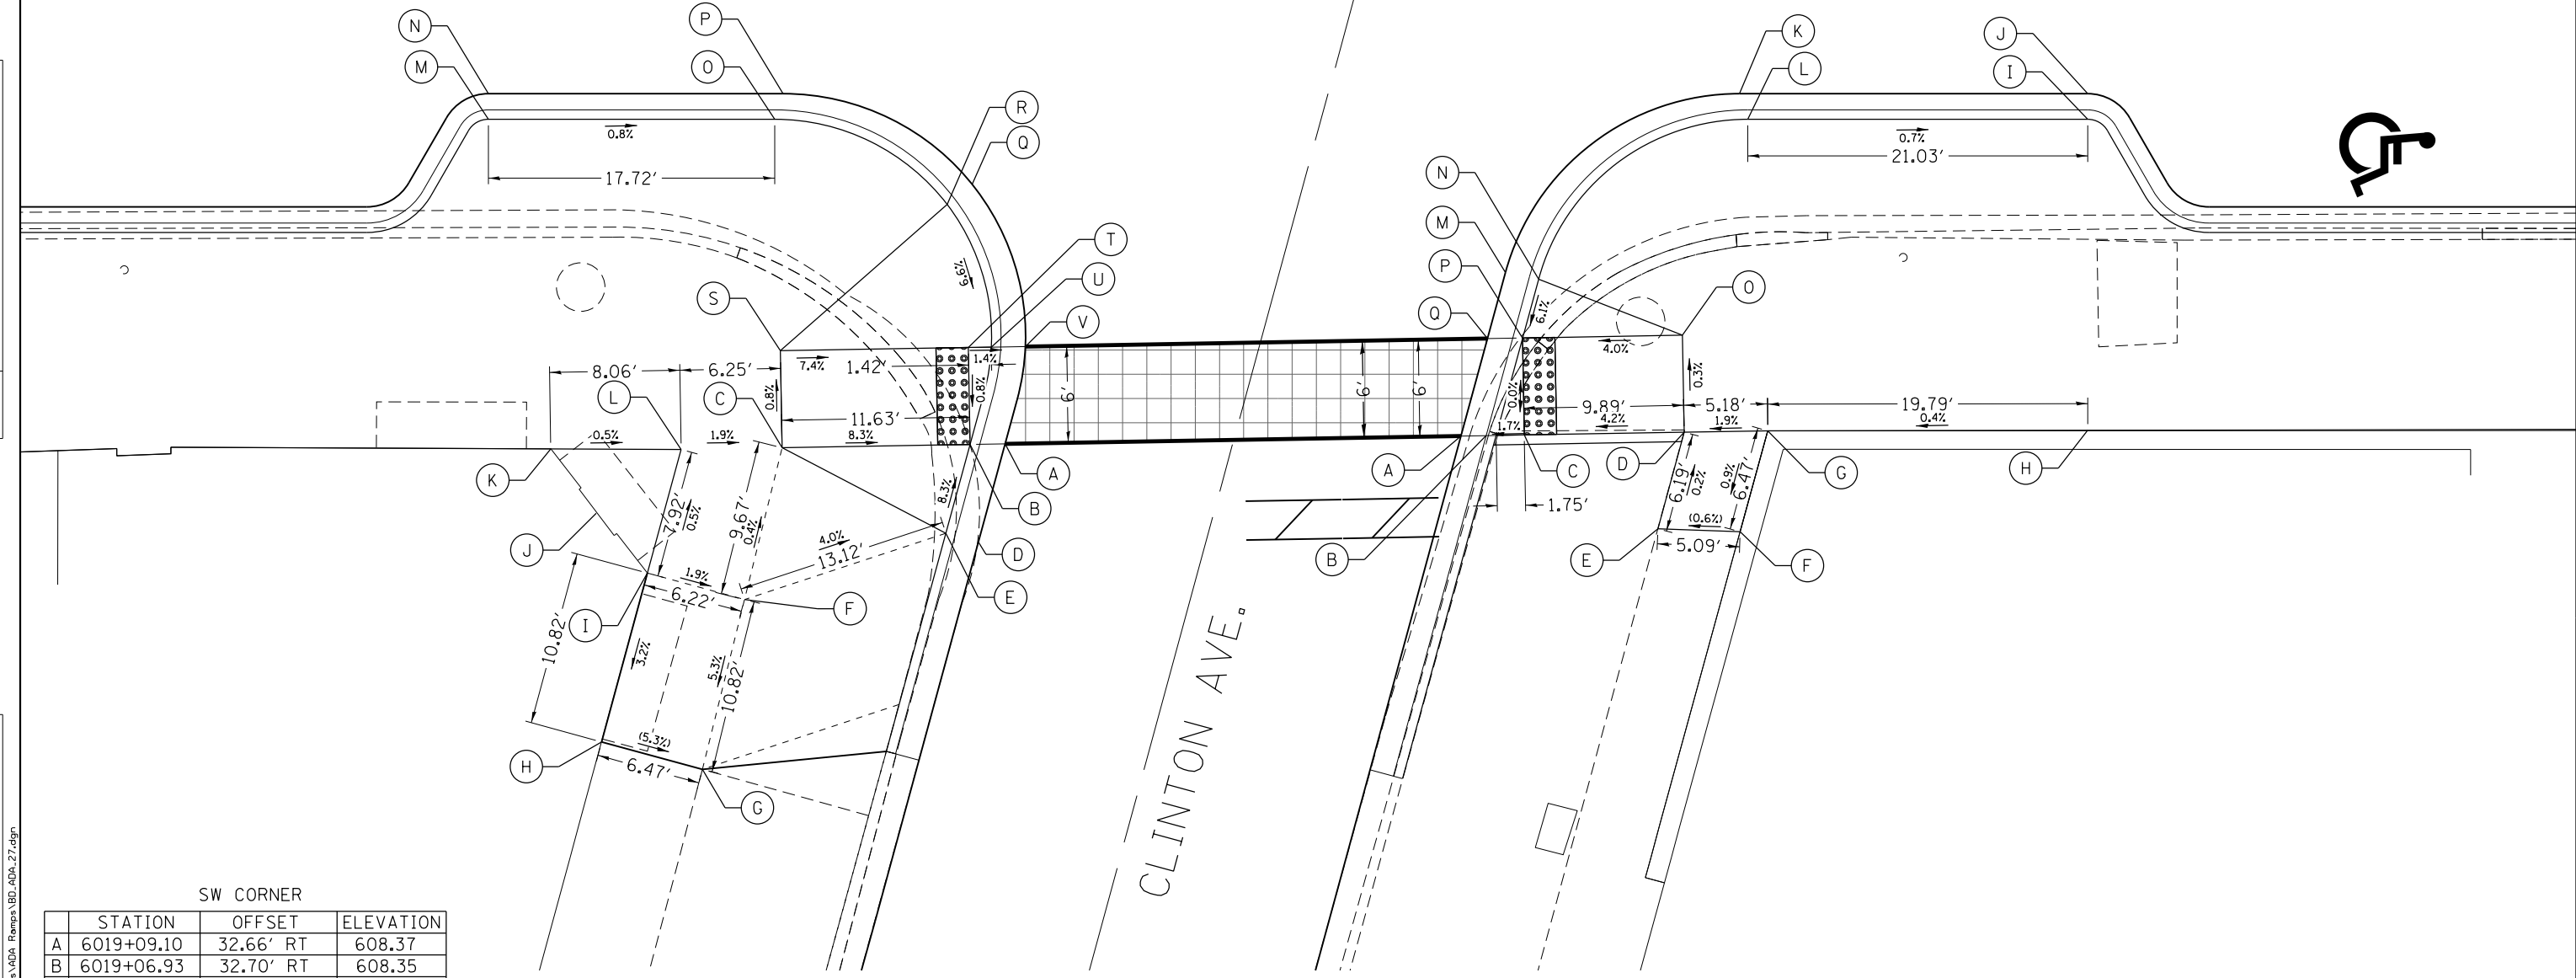 N
P
M
O
0.8%
17.72'
R
Q
K
J
L
I
0.7%
21.03'
N
M
T
9.9%
U
P
S
V
O
Q
6.1%
4.0%
8.06'
6.25'
7.4%
1.42'
1.4%
L
C
0.8%
0.8%
6'
6'
6'
0.0%
0.3%
11.63'
9.89'
5.18'
19.79'
0.5%
1.9%
8.3%
1.7%
4.2%
1.9%
0.4%
K
A
A
C
D
G
H
7.92'
0.5%
9.67'
0.4%
8.3%
B
1.75'
6.19'
0.2%
0.9%
6.47'
J
4.0%
13.12'
D
B
(0.6%)
5.09'
E
F
1.9%
6.22'
E
F
I
10.82'
3.2%
5.3%
10.82'
CLINTON AVE.
(5.3%)
H
6.47'
G
s\ADA Ramps\BD_ADA_27.dgn
SW CORNER
STATION OFFSET ELEVATION
A 6019+09.10 32.66' RT 608.37
B 6019+06.93 32.70' RT 608.35